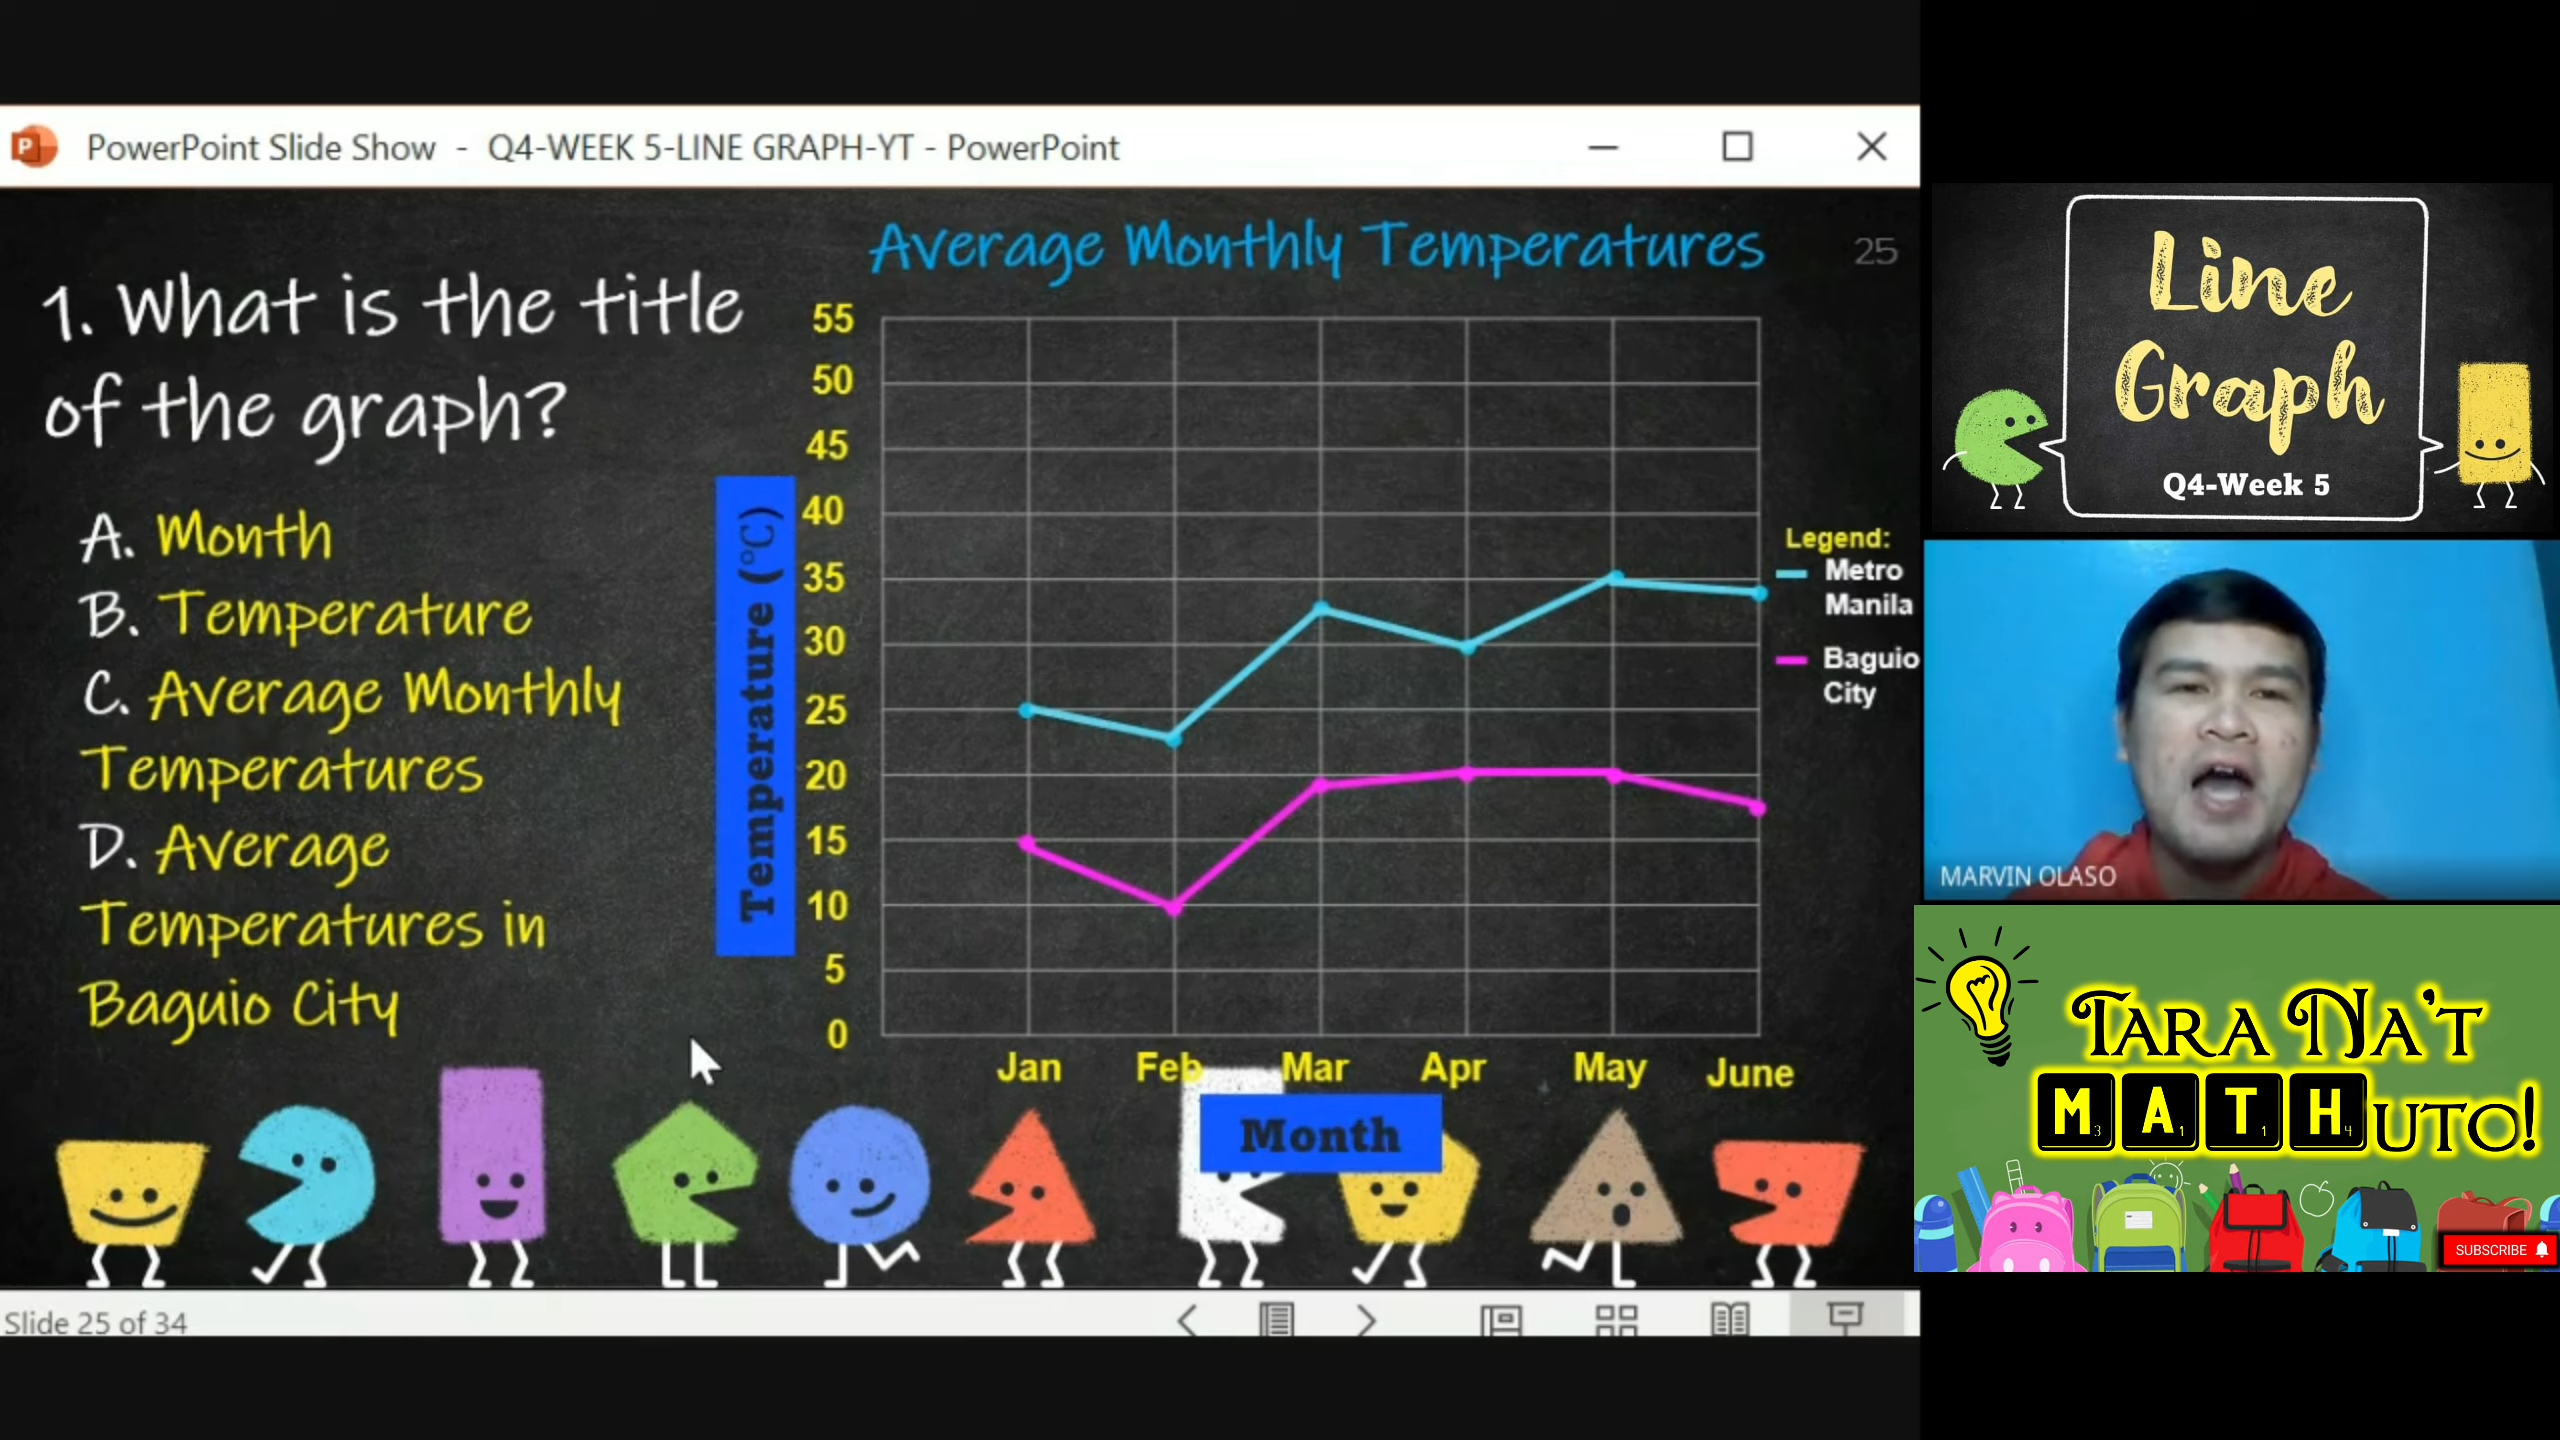 PowerPoint Slide Show - Q4-WEEK 5-LINE GRAPH-YT - PowerPoint
Average Monthly Temperatures
25
1. What is the title
of the graph?
A. Month
B. Temperature
C. Average Monthly
Temperatures
D. Average
Temperatures in
Baguio City
Temperature (°C)
55
50
45
40
35
30
25
20
15
10
5
0
Jan Feb Mar Apr May June
Month
Legend:
Metro
Manila
Baguio
City
Slide 25 of 34
Line
Graph
Q4-Week 5
MARVIN OLASO
TARA NA'T
MATHUTO!
SUBSCRIBE